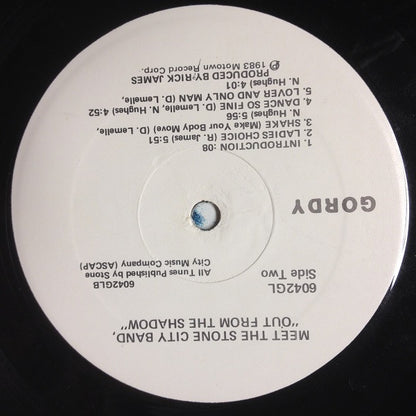 MEET THE STONE CITY BAND,
"OUT FROM THE SHADOW"
6042GL
Side Two
6042GLB
All Tunes Published by Stone
City Music Company (ASCAP)
GORDY
1. INTRODUCTION :08
2. LADIES CHOICE (R. James) 5:51
3. SHAKE (Make Your Body Move) (D. Lemelle,
N. Hughes) 5:56
4. DANCE SO FINE (D. Lemelle,
N. Hughes) 4:52
5. LOVER AND ONLY MAN (D. Lemelle,
N. Hughes) 4:01
PRODUCED BY: RICK JAMES
℗ 1983 Motown Record Corp.